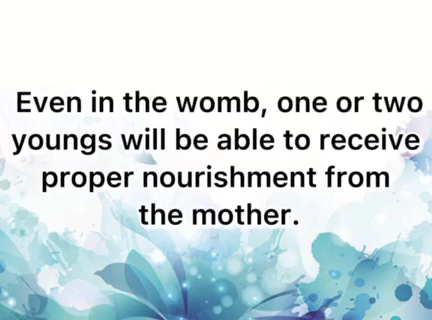 Even in the womb, one or two
youngs will be able to receive
proper nourishment from
the mother.